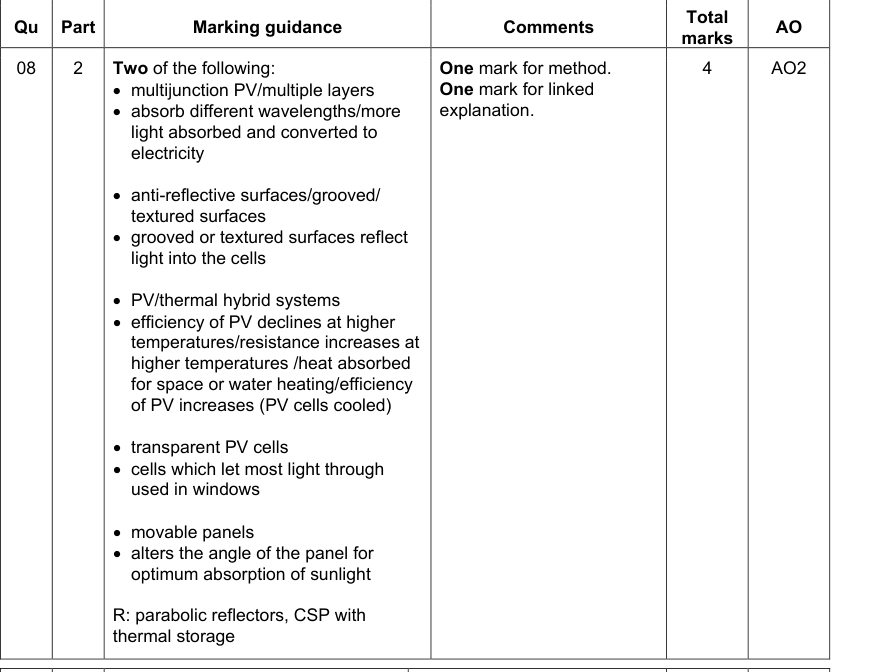 Qu Part Marking guidance Comments Total marks AO
08 2 Two of the following: One mark for method. 4 AO2
• multijunction PV/multiple layers One mark for linked
• absorb different wavelengths/more explanation.
light absorbed and converted to
electricity
• anti-reflective surfaces/grooved/
textured surfaces
• grooved or textured surfaces reflect
light into the cells
• PV/thermal hybrid systems
• efficiency of PV declines at higher
temperatures/resistance increases at
higher temperatures /heat absorbed
for space or water heating/efficiency
of PV increases (PV cells cooled)
• transparent PV cells
• cells which let most light through
used in windows
• movable panels
• alters the angle of the panel for
optimum absorption of sunlight
R: parabolic reflectors, CSP with
thermal storage